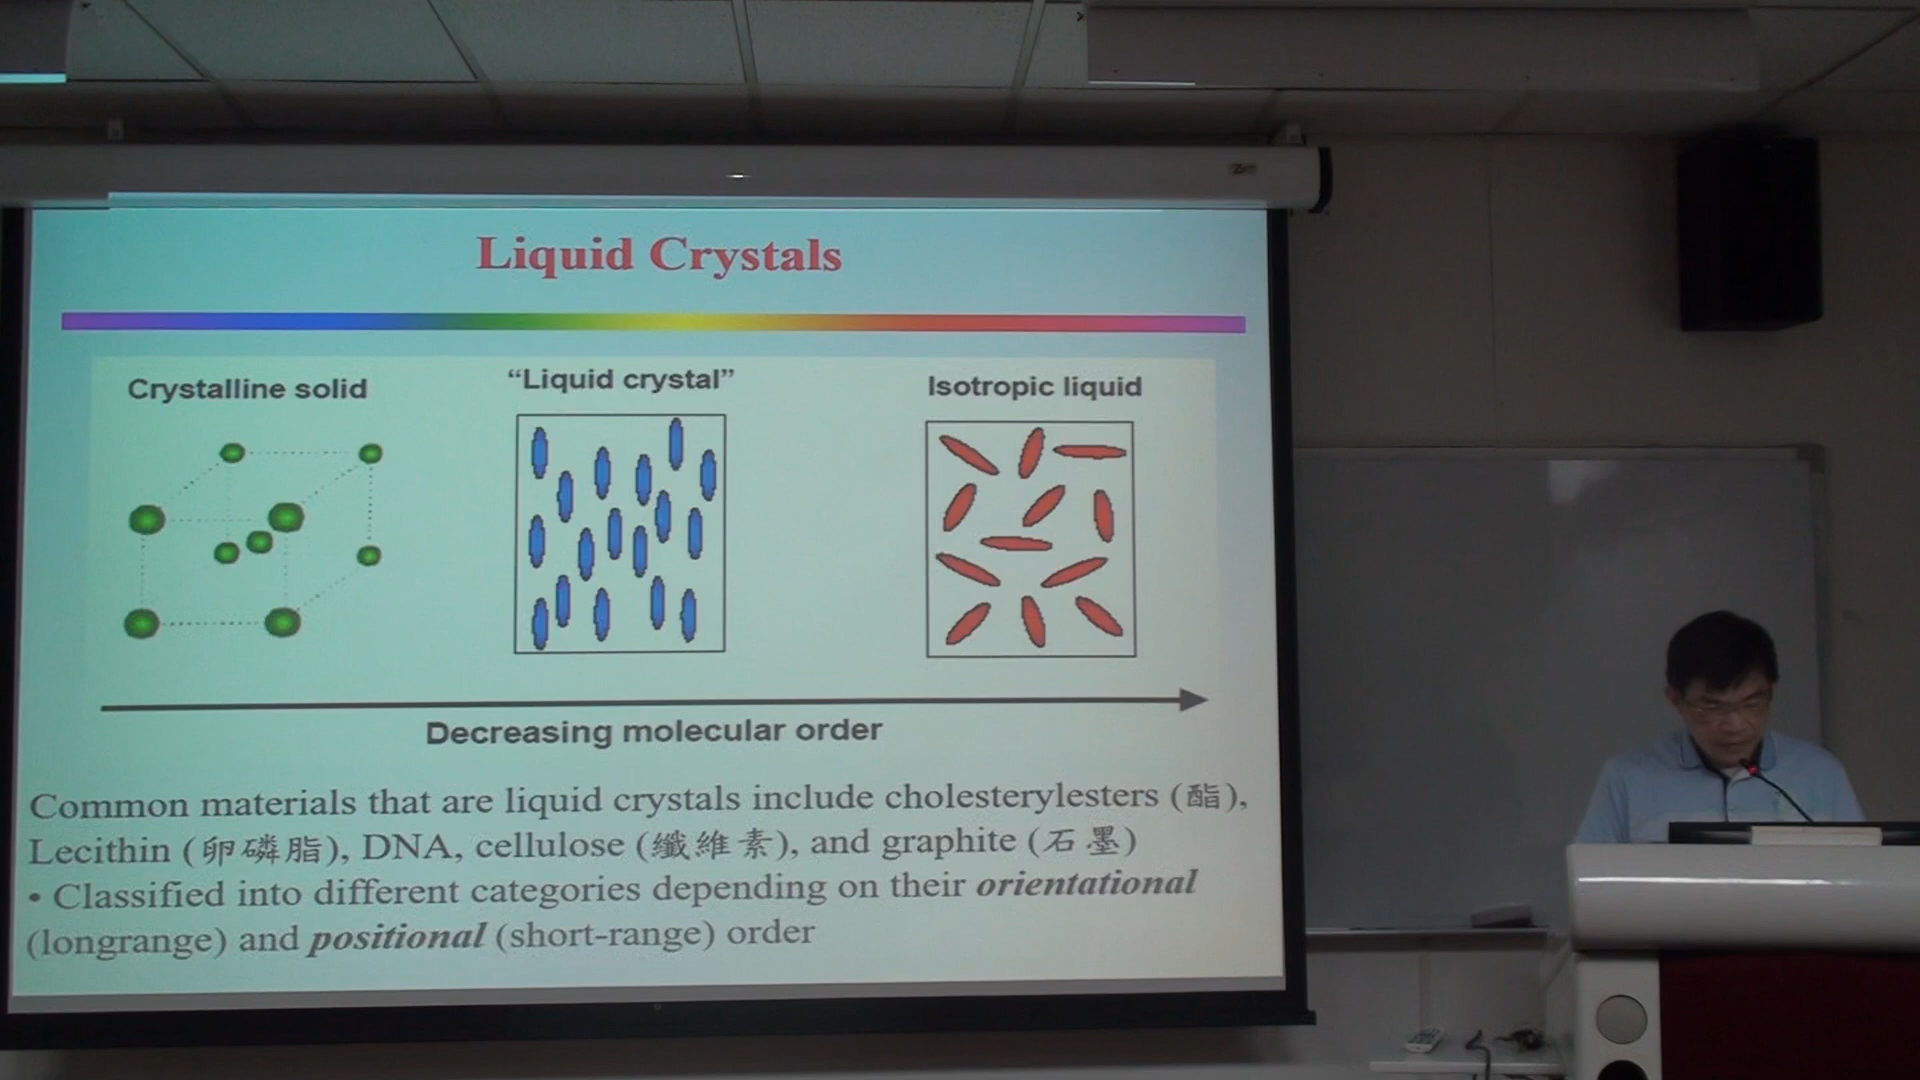 Liquid Crystals
Crystalline solid
“Liquid crystal”
Isotropic liquid
Decreasing molecular order
Common materials that are liquid crystals include cholesterylesters (酯),
Lecithin (卵磷脂), DNA, cellulose (纖維素), and graphite (石墨)
• Classified into different categories depending on their orientational
(longrange) and positional (short-range) order